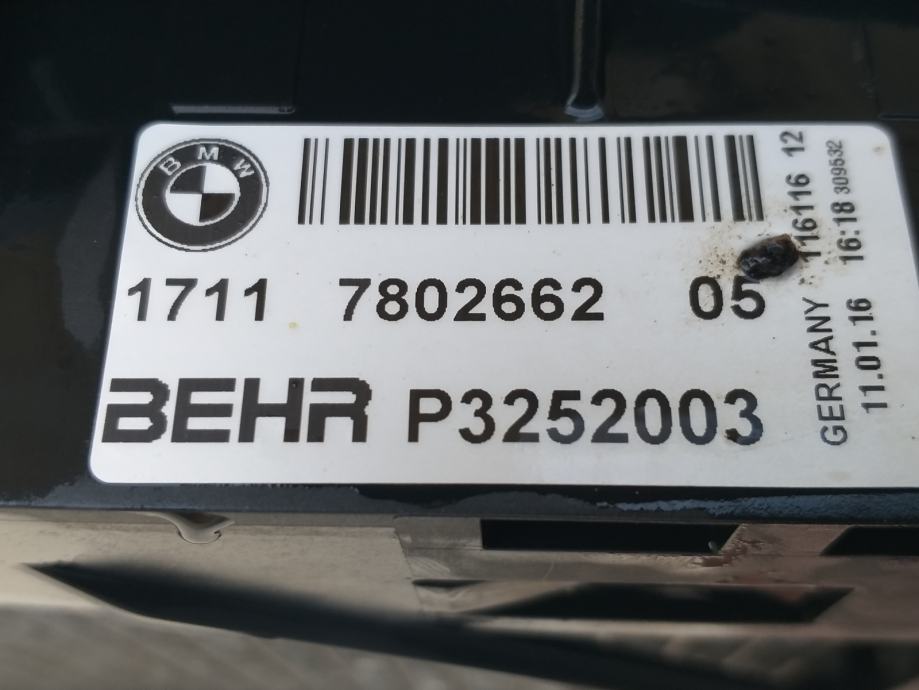 BMW
1711 7802662 05
BEHR P3252003
GERMANY 116116 12
11.01.16 16:18 309532